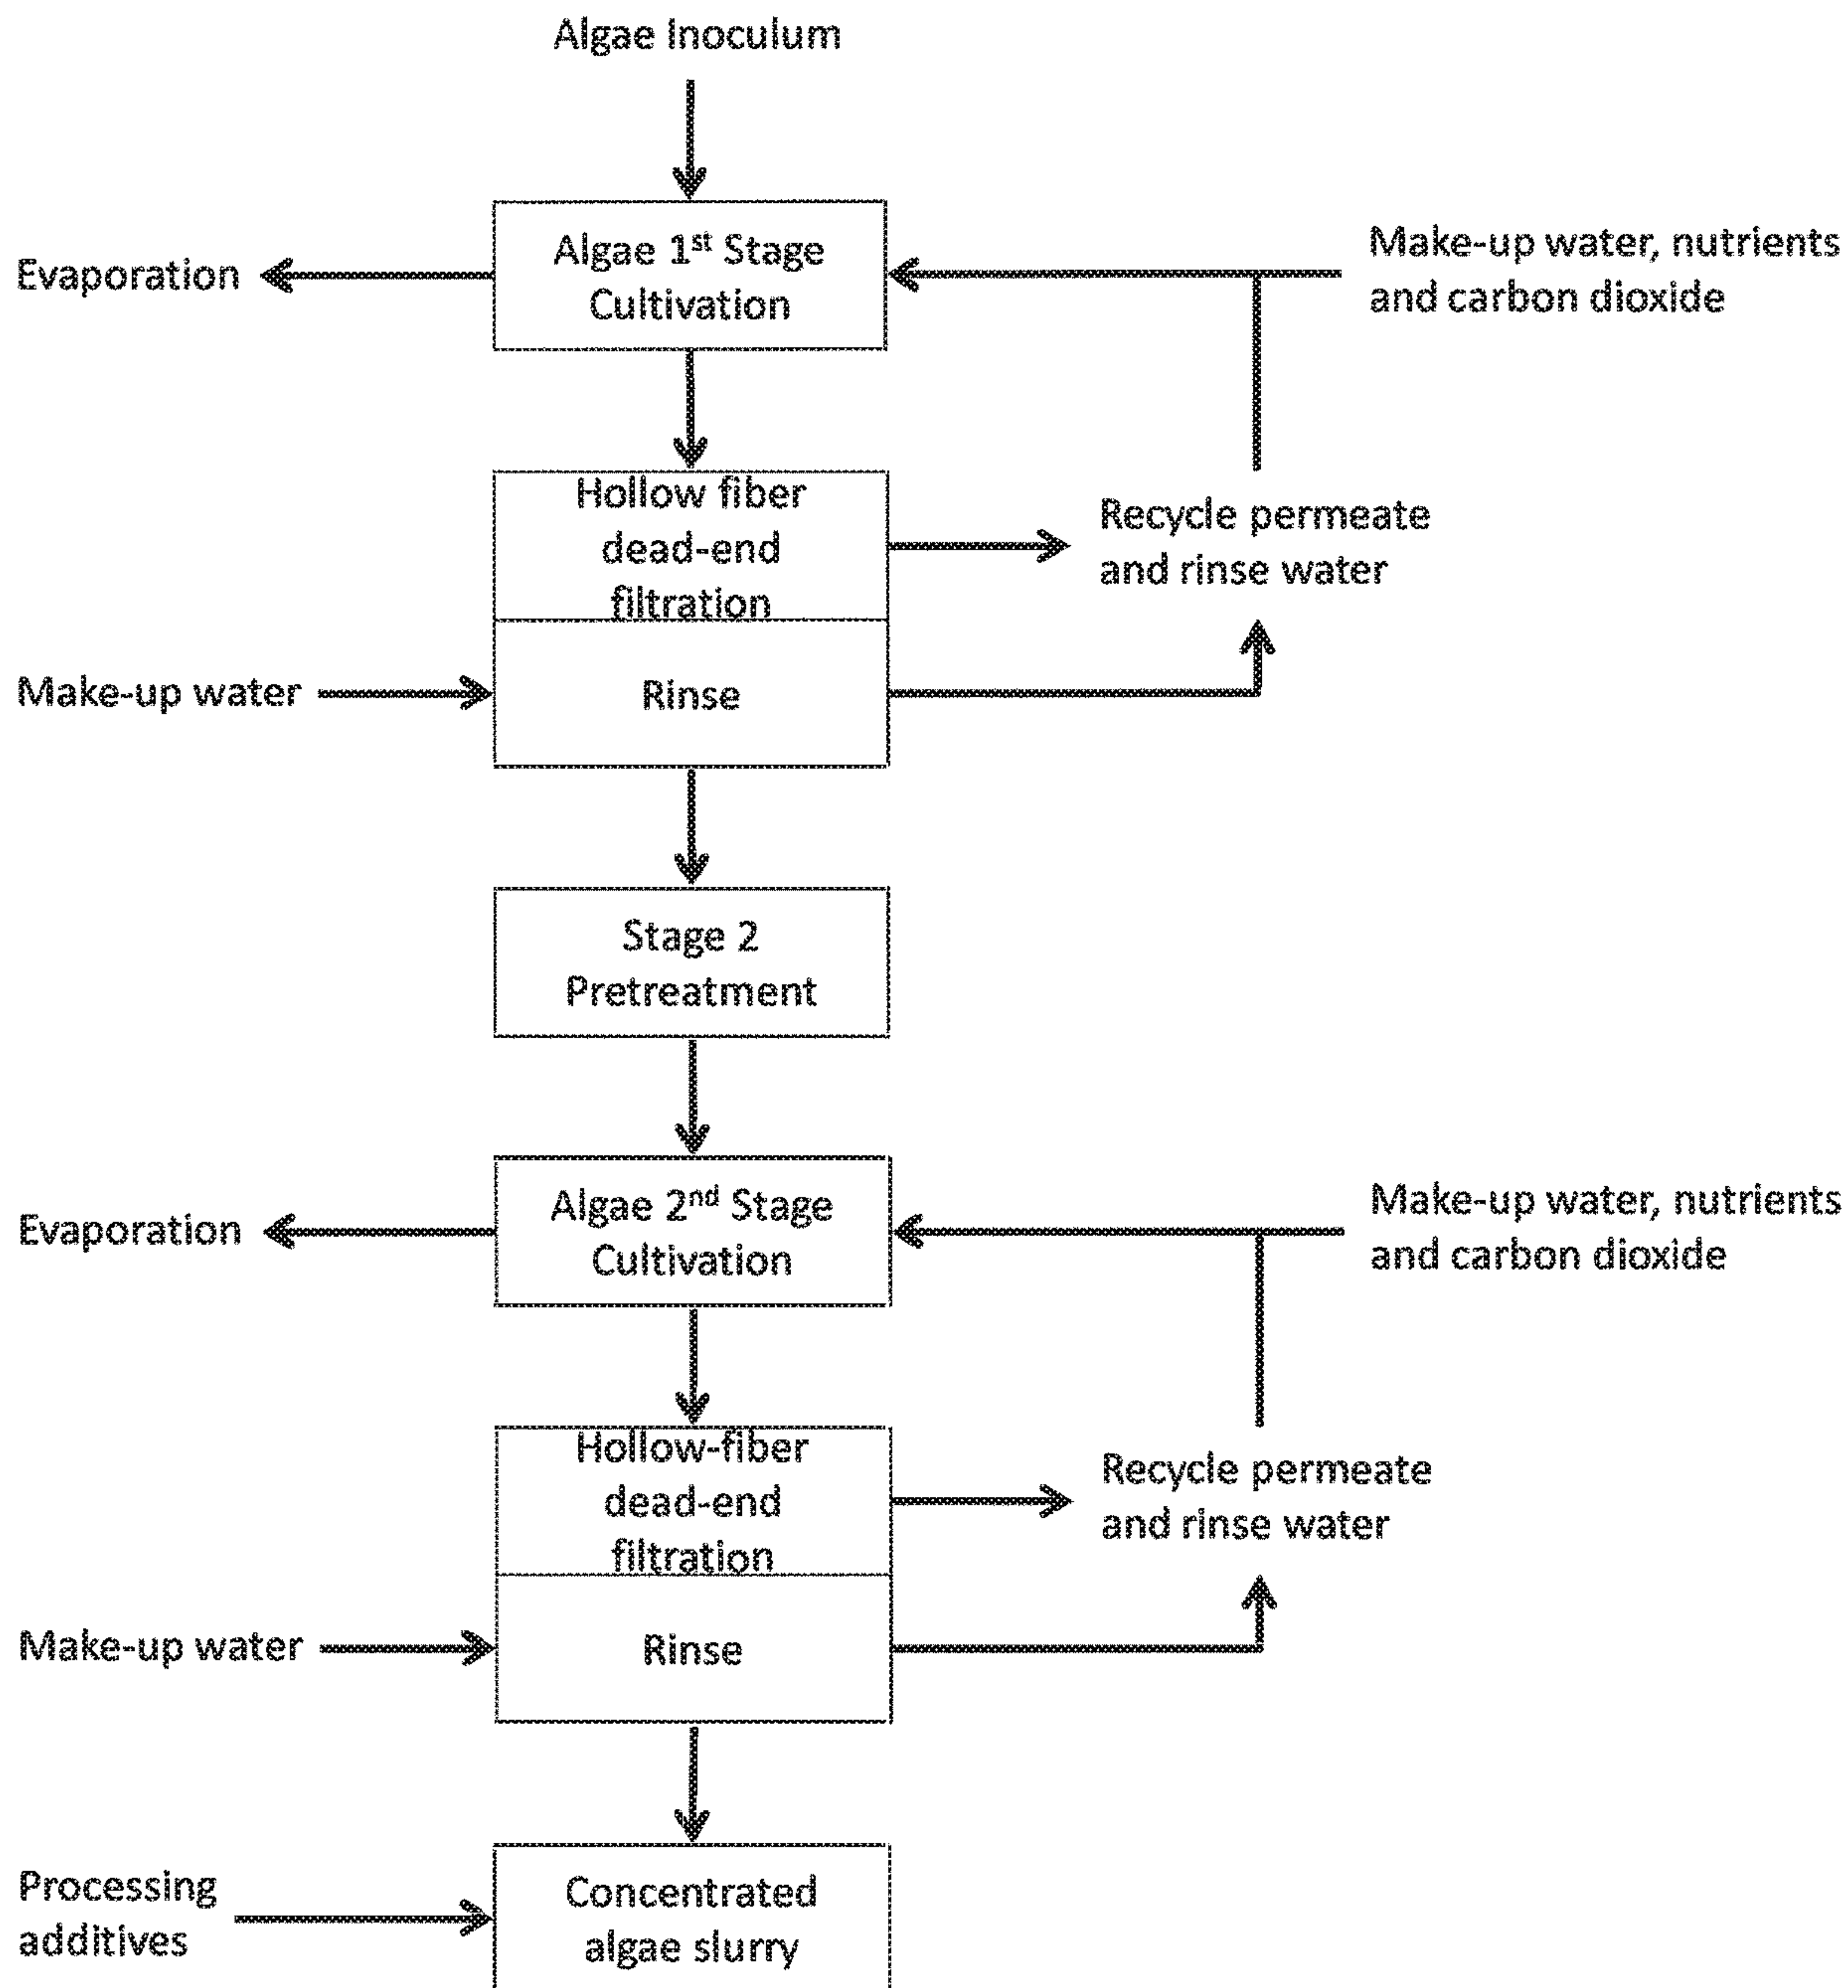 Algae Inoculum
Evaporation
Algae 1st Stage
Cultivation
Make-up water, nutrients
and carbon dioxide
Hollow fiber
dead-end
filtration
Recycle permeate
and rinse water
Make-up water
Rinse
Stage 2
Pretreatment
Evaporation
Algae 2nd Stage
Cultivation
Make-up water, nutrients
and carbon dioxide
Hollow-fiber
dead-end
filtration
Recycle permeate
and rinse water
Make-up water
Rinse
Processing
additives
Concentrated
algae slurry